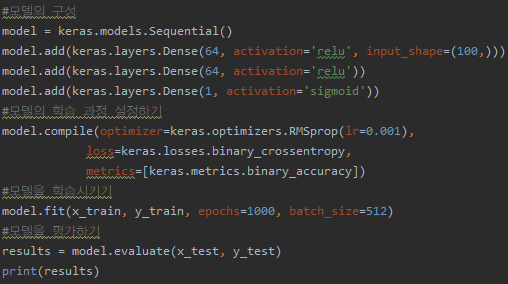 #모델의 구성
model = keras.models.Sequential()
model.add(keras.layers.Dense(64, activation='relu', input_shape=(100,)))
model.add(keras.layers.Dense(64, activation='relu'))
model.add(keras.layers.Dense(1, activation='sigmoid'))
#모델의 학습 과정 설정하기
model.compile(optimizer=keras.optimizers.RMSprop(lr=0.001),
loss=keras.losses.binary_crossentropy,
metrics=[keras.metrics.binary_accuracy])
#모델을 학습시키기
model.fit(x_train, y_train, epochs=1000, batch_size=512)
#모델을 평가하기
results = model.evaluate(x_test, y_test)
print(results)